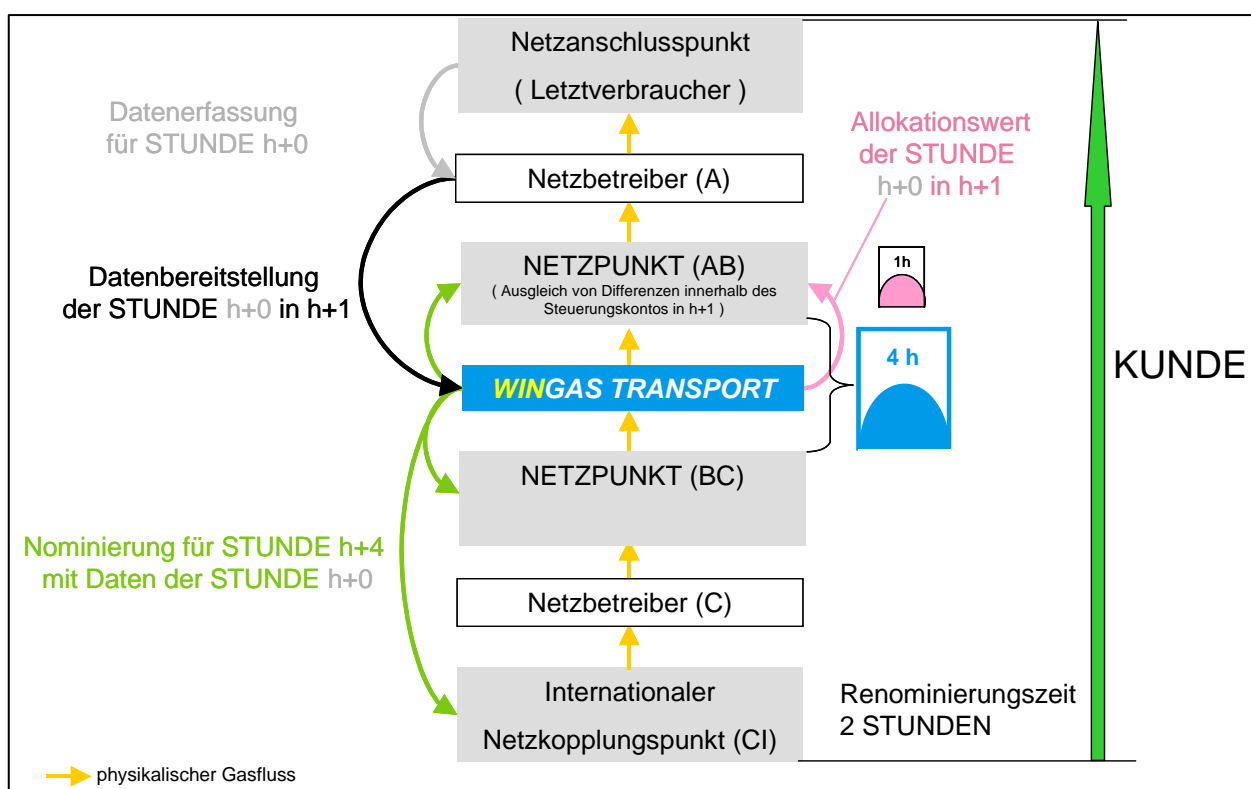 Netzanschlusspunkt
( Letztverbraucher )
Datenerfassung
für STUNDE h+0
Allokationswert
der STUNDE
h+0 in h+1
Netzbetreiber (A)
NETZPUNKT (AB)
( Ausgleich von Differenzen innerhalb des
Steuerungskontos in h+1 )
1h
Datenbereitstellung
der STUNDE h+0 in h+1
4 h
KUNDE
WINGAS TRANSPORT
NETZPUNKT (BC)
Nominierung für STUNDE h+4
mit Daten der STUNDE h+0
Netzbetreiber (C)
Internationaler
Netzkopplungspunkt (CI)
Renominierungszeit
2 STUNDEN
physikalischer Gasfluss